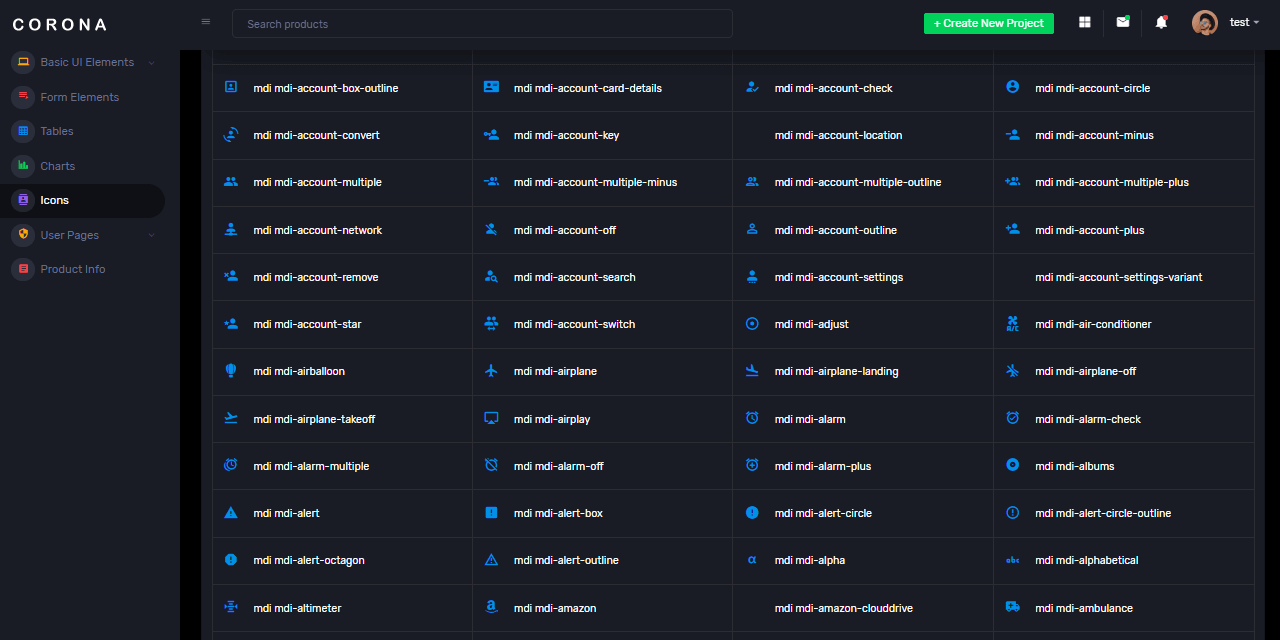 CORONA
Search products
+ Create New Project
test
Basic UI Elements
Form Elements
Tables
Charts
Icons
User Pages
Product Info
mdi mdi-account-box-outline
mdi mdi-account-card-details
mdi mdi-account-check
mdi mdi-account-circle
mdi mdi-account-convert
mdi mdi-account-key
mdi mdi-account-location
mdi mdi-account-minus
mdi mdi-account-multiple
mdi mdi-account-multiple-minus
mdi mdi-account-multiple-outline
mdi mdi-account-multiple-plus
mdi mdi-account-network
mdi mdi-account-off
mdi mdi-account-outline
mdi mdi-account-plus
mdi mdi-account-remove
mdi mdi-account-search
mdi mdi-account-settings
mdi mdi-account-settings-variant
mdi mdi-account-star
mdi mdi-account-switch
mdi mdi-adjust
A/C
mdi mdi-air-conditioner
mdi mdi-airballoon
mdi mdi-airplane
mdi mdi-airplane-landing
mdi mdi-airplane-off
mdi mdi-airplane-takeoff
mdi mdi-airplay
mdi mdi-alarm
mdi mdi-alarm-check
mdi mdi-alarm-multiple
mdi mdi-alarm-off
mdi mdi-alarm-plus
mdi mdi-albums
mdi mdi-alert
mdi mdi-alert-box
mdi mdi-alert-circle
mdi mdi-alert-circle-outline
mdi mdi-alert-octagon
mdi mdi-alert-outline
α
mdi mdi-alpha
abc
mdi mdi-alphabetical
mdi mdi-altimeter
a
mdi mdi-amazon
mdi mdi-amazon-clouddrive
mdi mdi-ambulance